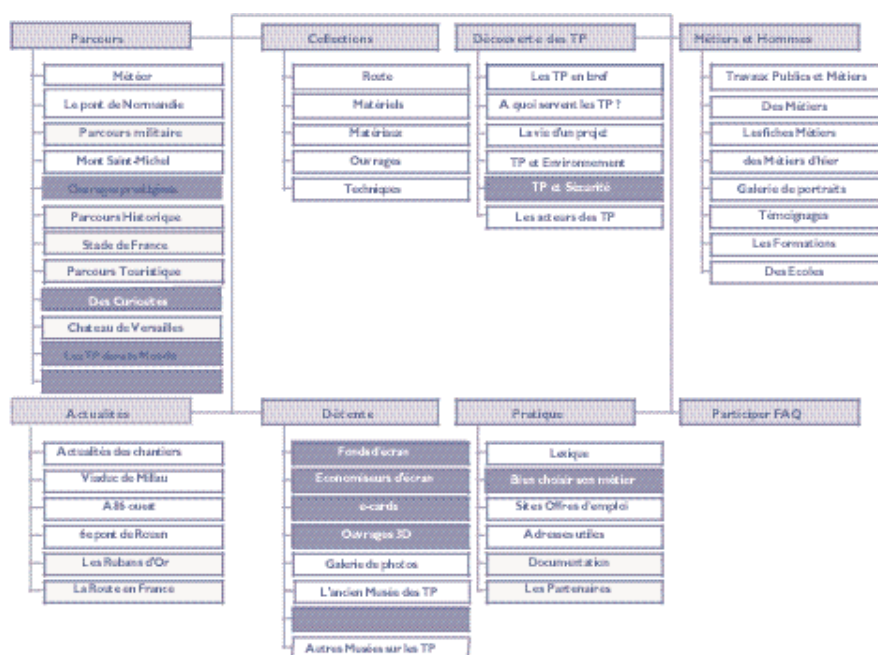 Parcours
Météor
Le pont de Normandie
Parcours militaire
Mont Saint-Michel
Ouvrages prestigieux
Parcours Historique
Stade de France
Parcours Touristique
Des Curiosités
Chateau de Versailles
Les TP dans le Monde
Collections
Route
Matériels
Matériaux
Ouvrages
Techniques
Découverte des TP
Les TP en bref
A quoi servent les TP ?
La vie d'un projet
TP et Environnement
TP et Sécurité
Les acteurs des TP
Métiers et Hommes
Travaux Publics et Métiers
Des Métiers
Les fiches Métiers
des Métiers d'hier
Galerie de portraits
Témoignages
Les Formations
Des Ecoles
Actualités
Actualités des chantiers
Viaduc de Millau
A86 ouest
6e pont de Rouen
Les Rubans d'Or
La Route en France
Détente
Fonds d'écran
Economiseurs d'écran
e-cards
Ouvrages 3D
Galerie de photos
L'ancien Musée des TP
Autres Musées sur les TP
Pratique
Lexique
Bien choisir son métier
Sites Offres d'emploi
Adresses utiles
Documentation
Les Partenaires
Participer FAQ